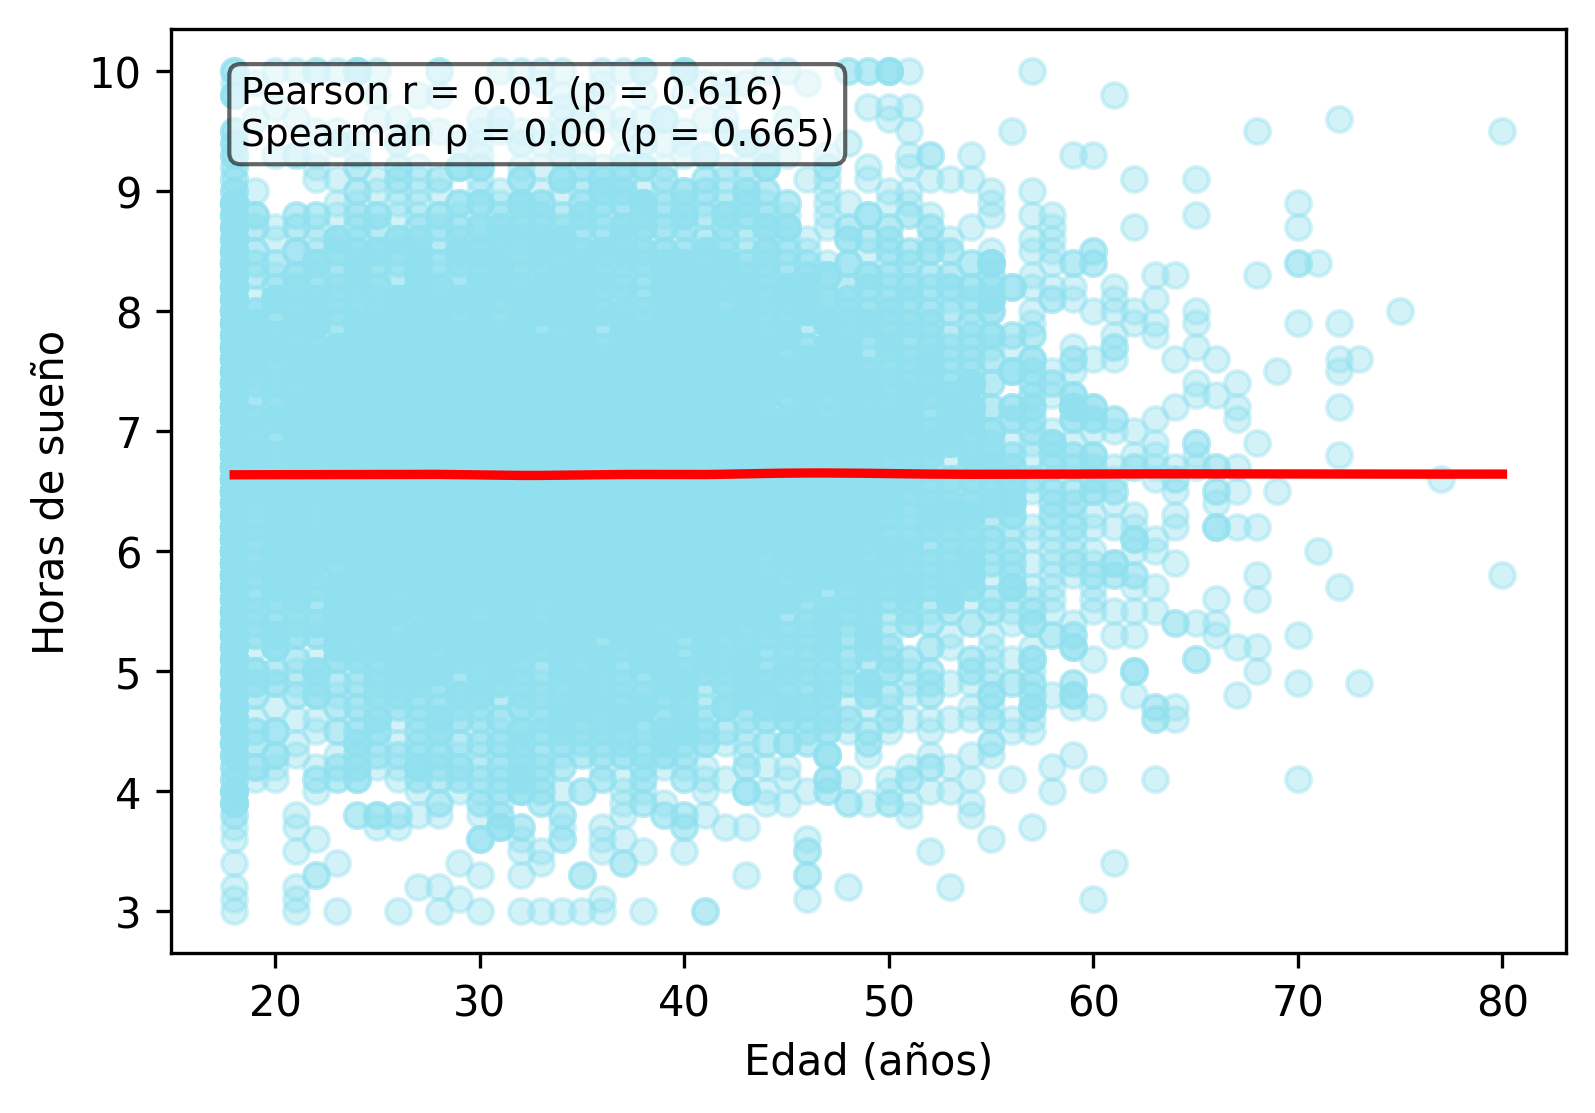 Pearson r = 0.01 (p = 0.616)
Spearman ρ = 0.00 (p = 0.665)
10
9
8
7
6
5
4
3
Horas de sueño
20 30 40 50 60 70 80
Edad (años)